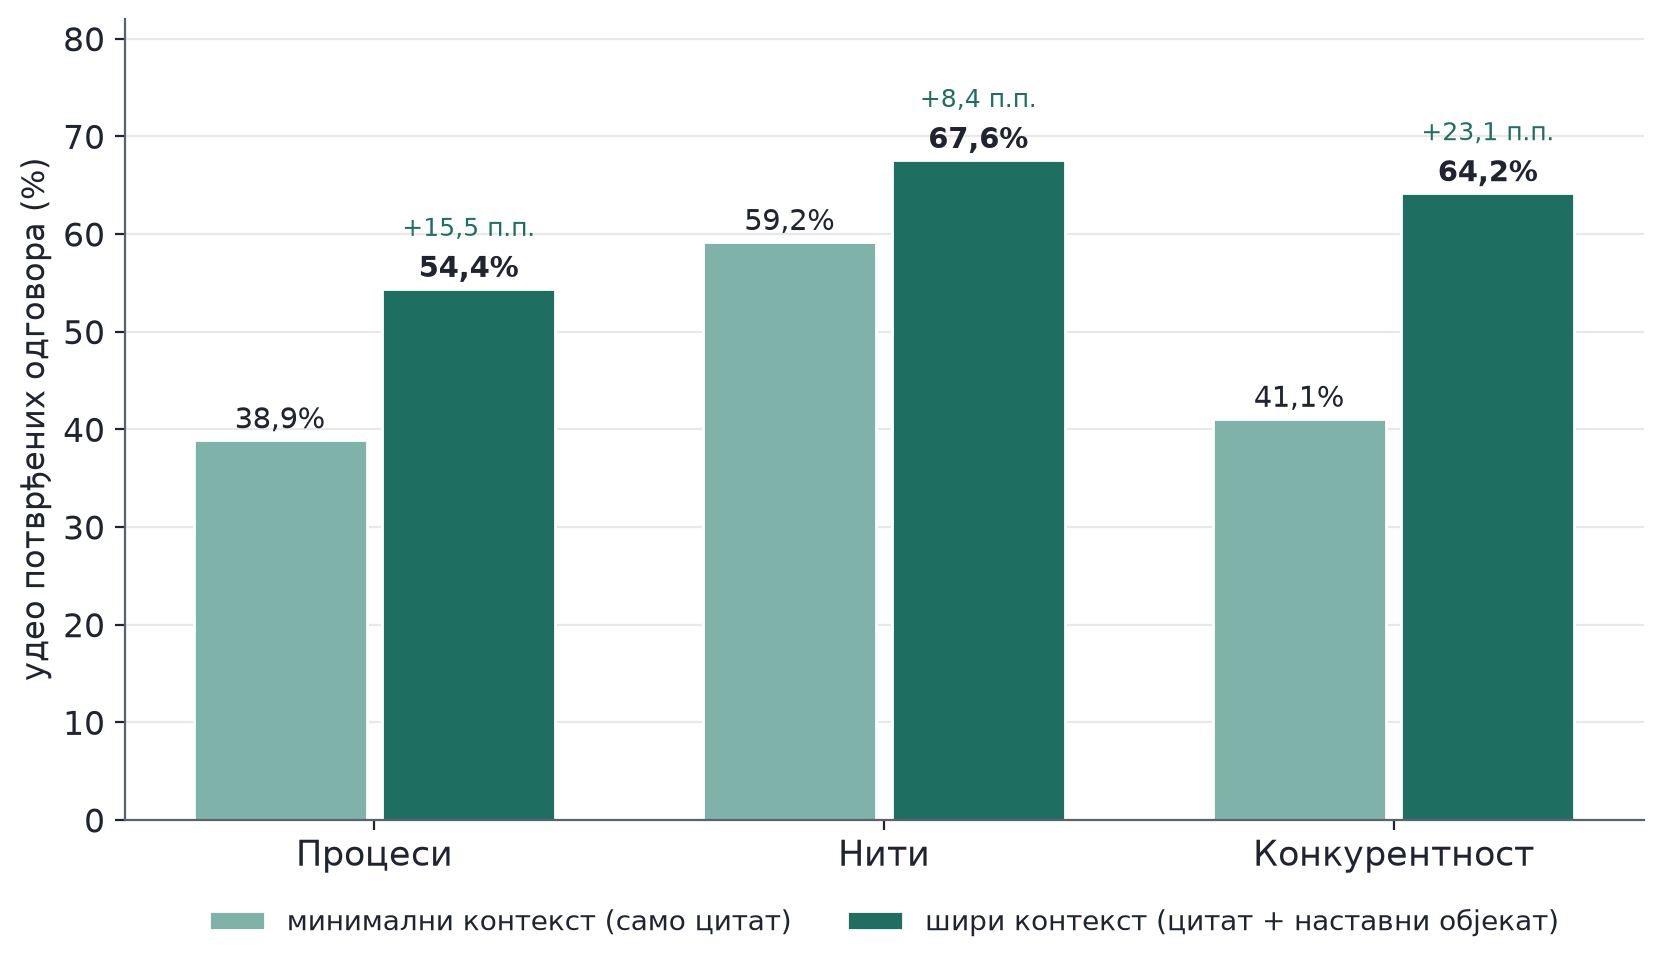 удео потврђених одговора (%)
80
70
60
50
40
30
20
10
0
38,9%
+15,5 п.п.
54,4%
59,2%
+8,4 п.п.
67,6%
41,1%
+23,1 п.п.
64,2%
Процеси
Нити
Конкурентност
минимални контекст (само цитат)
шири контекст (цитат + наставни објекат)